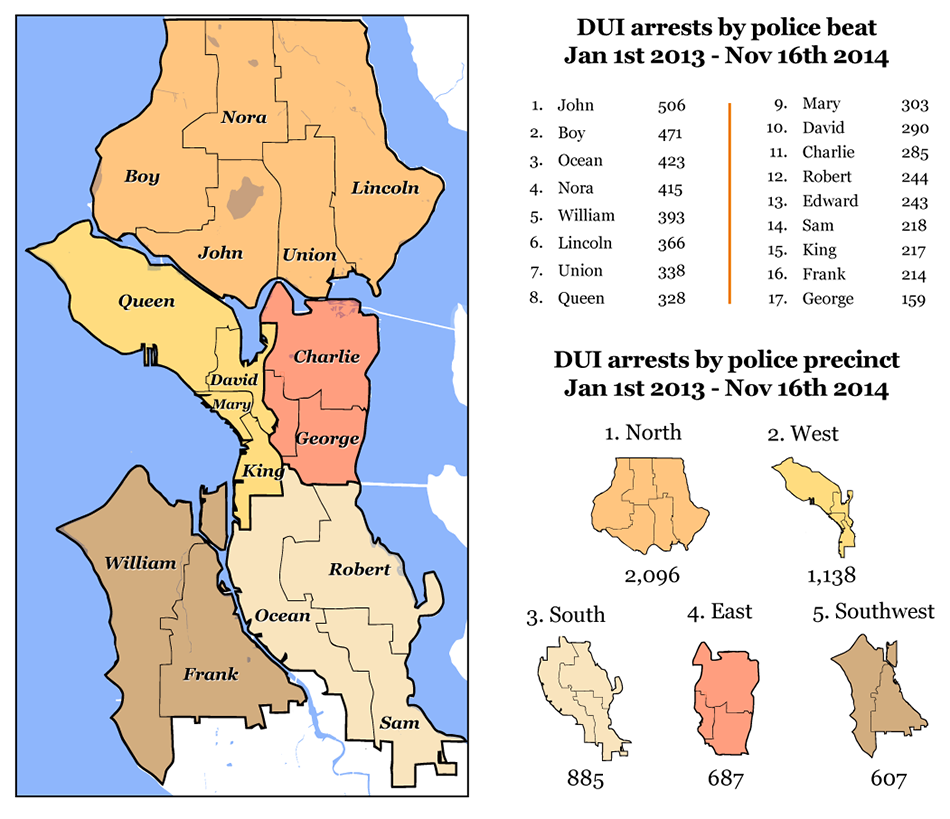 DUI arrests by police beat
Jan 1st 2013 - Nov 16th 2014
1. John 506
2. Boy 471
3. Ocean 423
4. Nora 415
5. William 393
6. Lincoln 366
7. Union 338
8. Queen 328
9. Mary 303
10. David 290
11. Charlie 285
12. Robert 244
13. Edward 243
14. Sam 218
15. King 217
16. Frank 214
17. George 159
DUI arrests by police precinct
Jan 1st 2013 - Nov 16th 2014
1. North
2,096
2. West
1,138
3. South
885
4. East
687
5. Southwest
607
Nora
Boy
Lincoln
John
Union
Queen
Charlie
David
Mary
George
King
William
Robert
Ocean
Frank
Sam